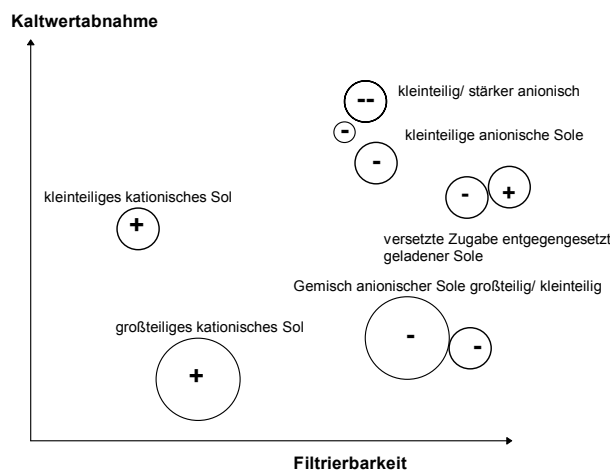 Kaltwertabnahme
--
kleinteilig/ stärker anionisch
-
kleinteilige anionische Sole
-
- +
kleinteiliges kationisches Sol
+
versetzte Zugabe entgegengesetzt
geladener Sole
Gemisch anionischer Sole großteilig/ kleinteilig
großteiliges kationisches Sol
- -
+
Filtrierbarkeit